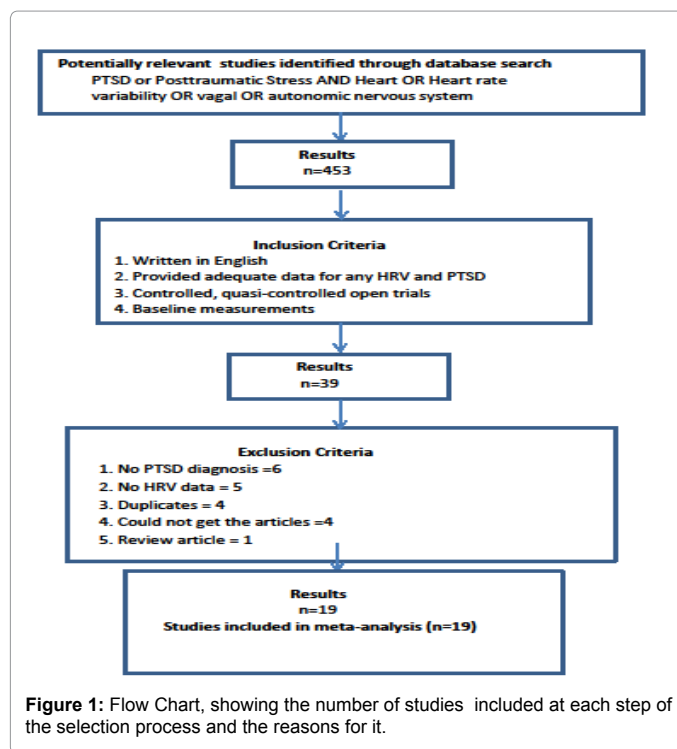 Potentially relevant studies identified through database search
PTSD or Posttraumatic Stress AND Heart OR Heart rate
variability OR vagal OR autonomic nervous system
Results
n=453
Inclusion Criteria
1. Written in English
2. Provided adequate data for any HRV and PTSD
3. Controlled, quasi-controlled open trials
4. Baseline measurements
Results
n=39
Exclusion Criteria
1. No PTSD diagnosis =6
2. No HRV data = 5
3. Duplicates = 4
4. Could not get the articles =4
5. Review article = 1
Results
n=19
Studies included in meta-analysis (n=19)
Figure 1: Flow Chart, showing the number of studies included at each step of
the selection process and the reasons for it.